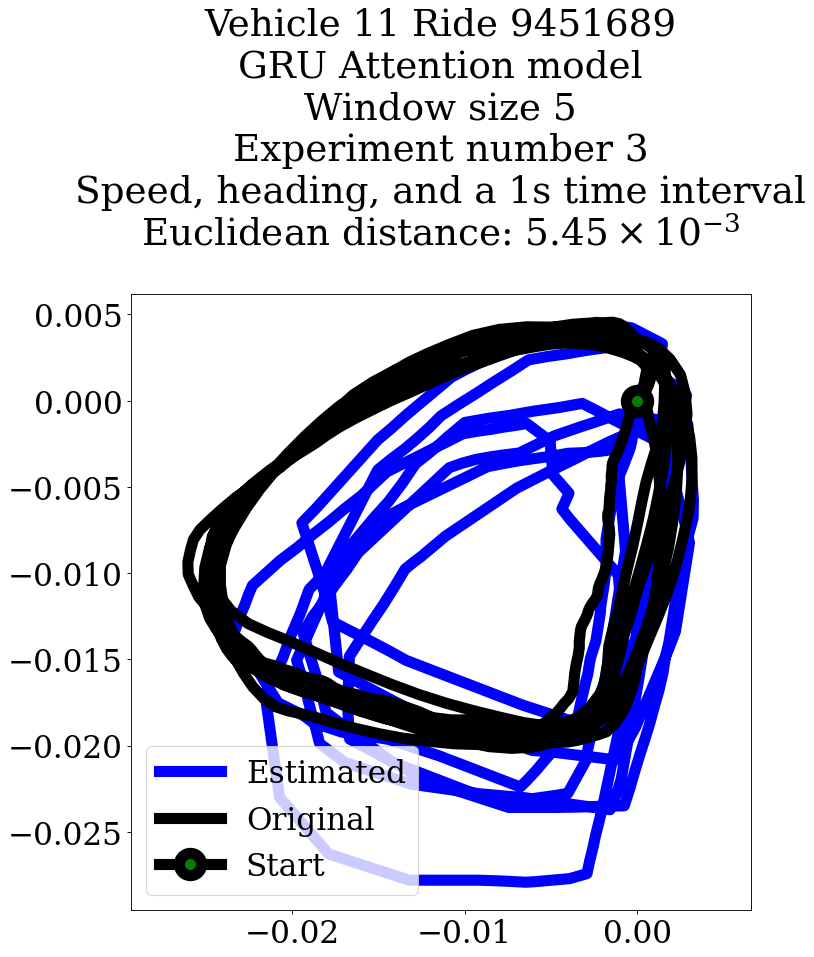 Vehicle 11 Ride 9451689
GRU Attention model
Window size 5
Experiment number 3
Speed, heading, and a 1s time interval
Euclidean distance: 5.45 × 10⁻³
0.005
0.000
−0.005
−0.010
−0.015
−0.020
−0.025
Estimated
Original
Start
−0.02
−0.01
0.00